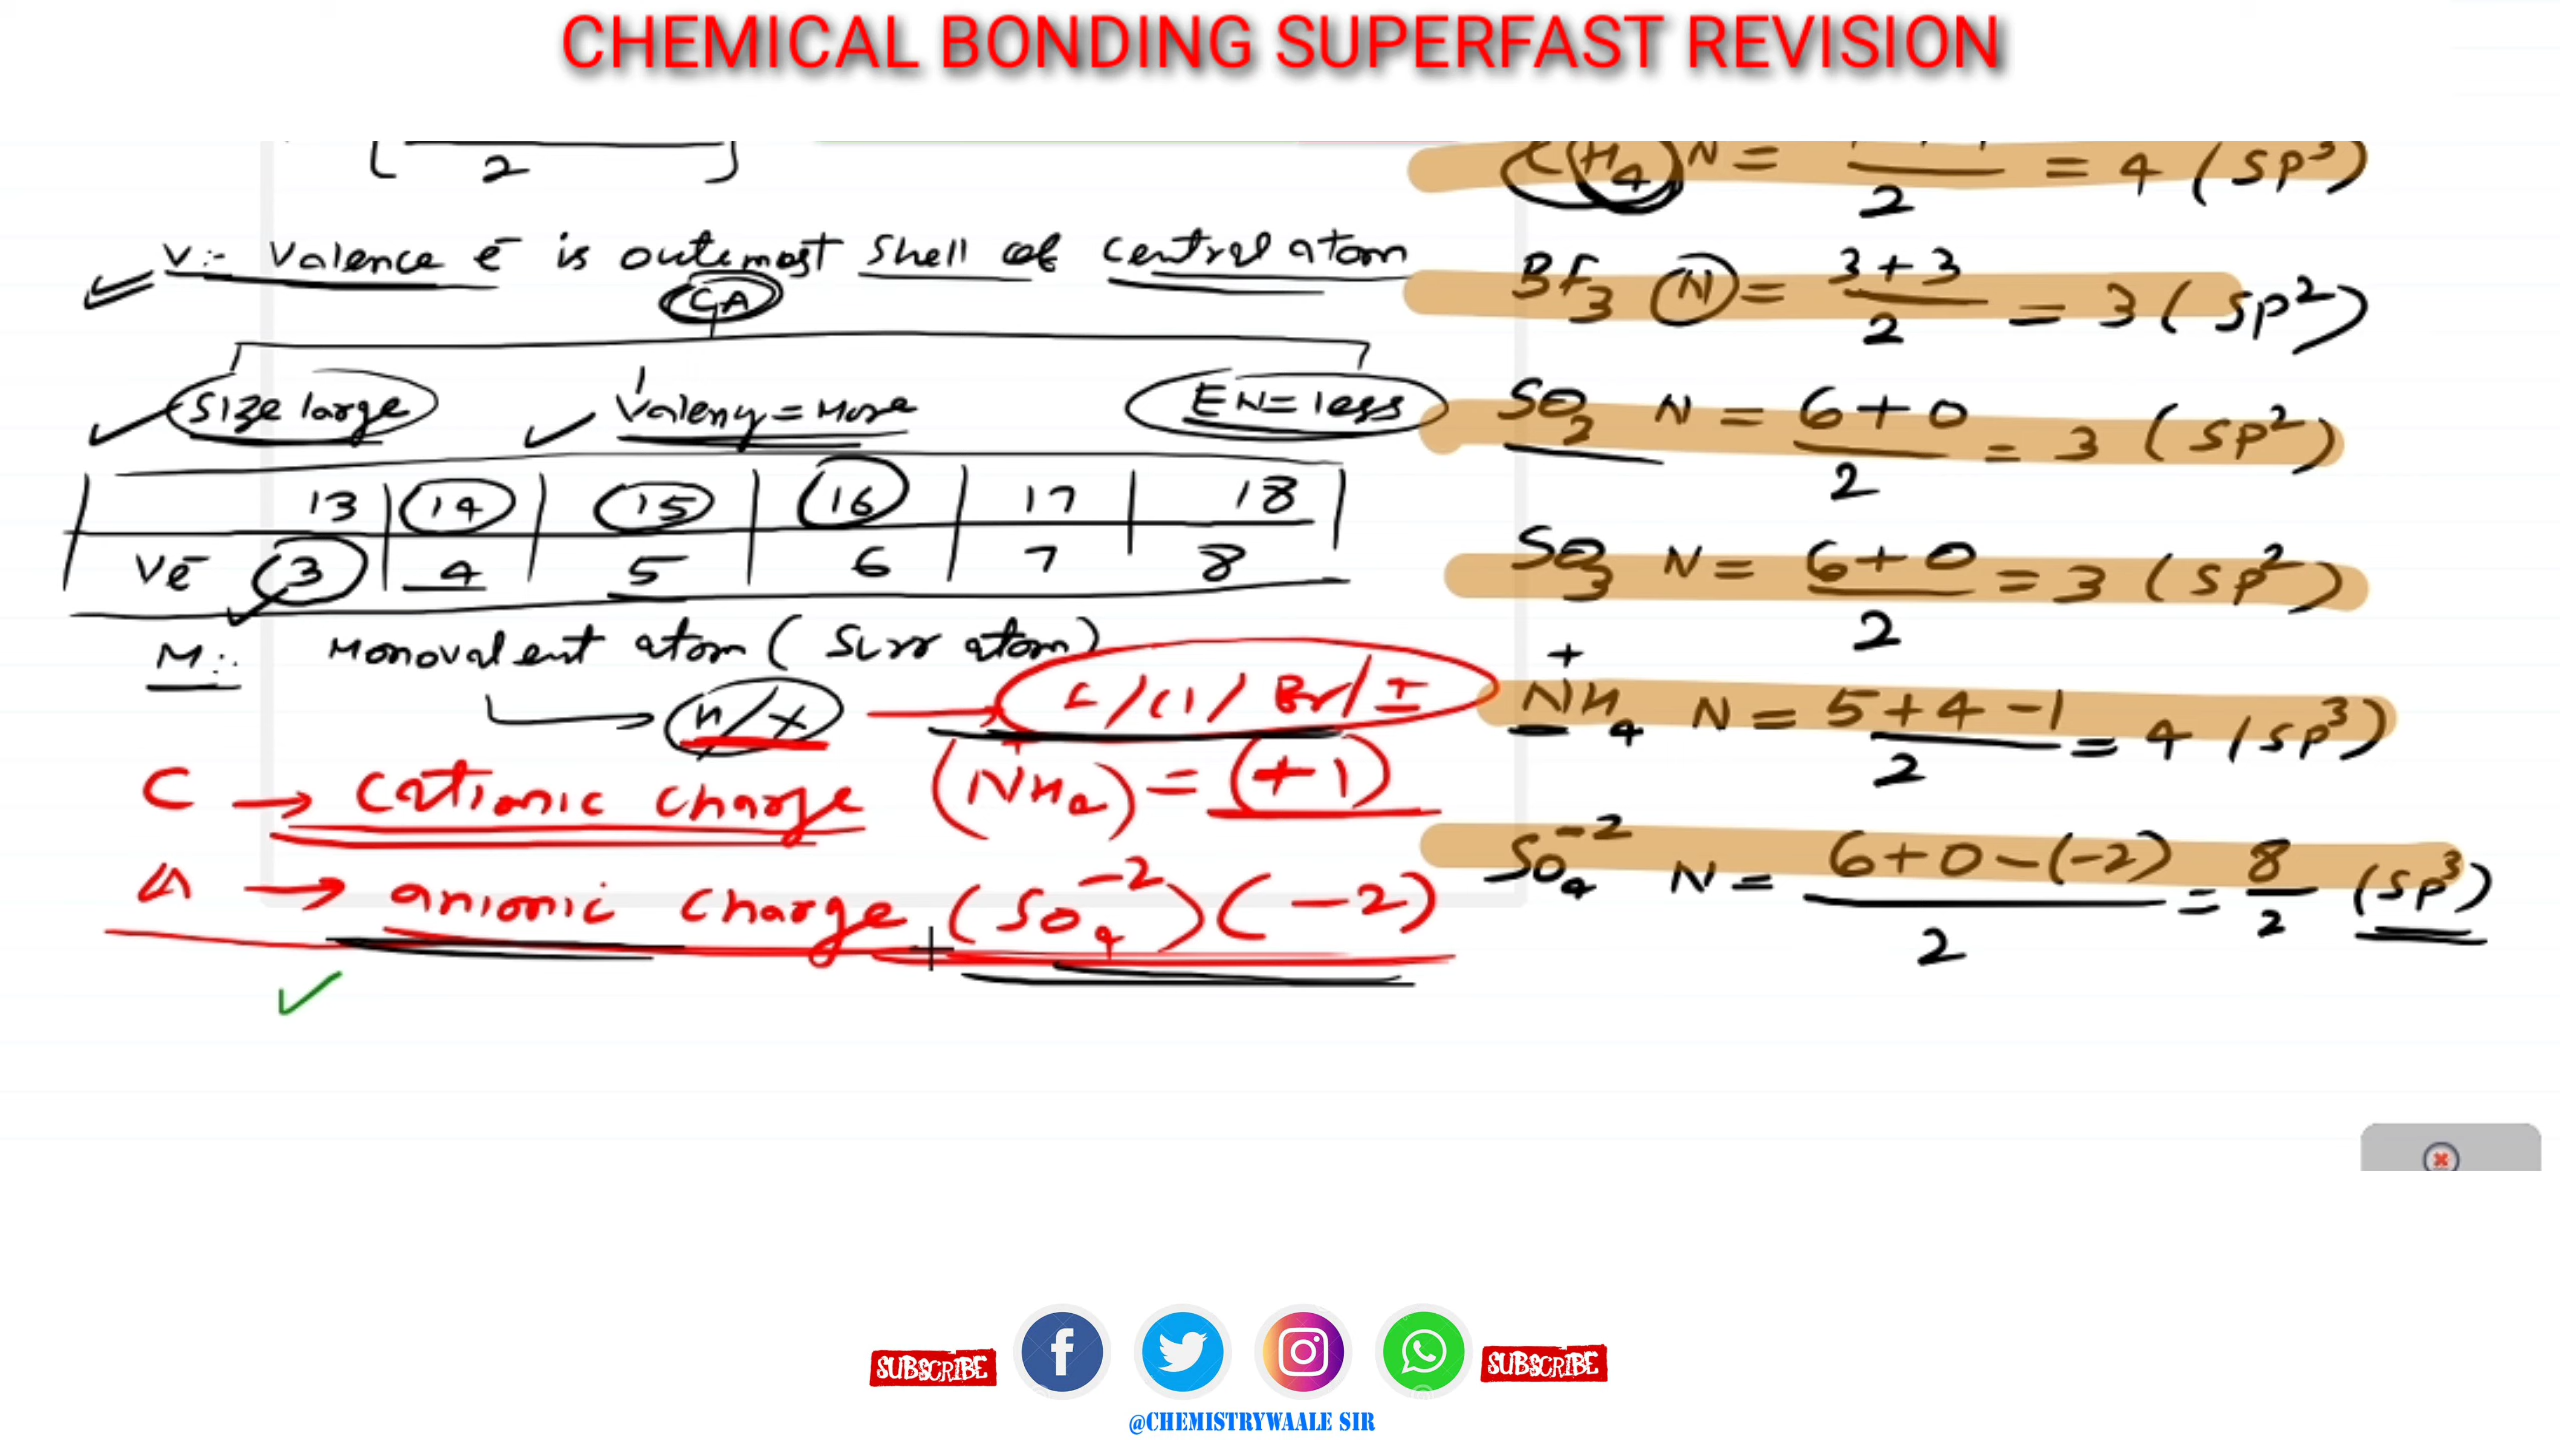 CHEMICAL BONDING SUPERFAST REVISION
2
V:- Valence e⁻ is outermost shell of central atom
CA
Size large Valeny=More EN=less
13 14 15 16 17 18
Ve⁻ 3 4 5 6 7 8
M:- Monovalent atom (Surr atom)
H/X → F/Cl/Br/I
C → Cationic charge (NH₄⁺) = (+1)
A → anionic charge (SO₄⁻²) (-2)
CH₄ N = 2 = 4 (SP³)
BF₃ N = 3+3/2 = 3 (SP²)
SO₂ N = 6+0/2 = 3 (SP²)
SO₃ N = 6+0/2 = 3 (SP²)
NH₄⁺ N = 5+4-1/2 = 4 (SP³)
SO₄⁻² N = 6+0-(-2)/2 = 8/2 (SP³)
SUBSCRIBE SUBSCRIBE
@CHEMISTRYWAALE SIR